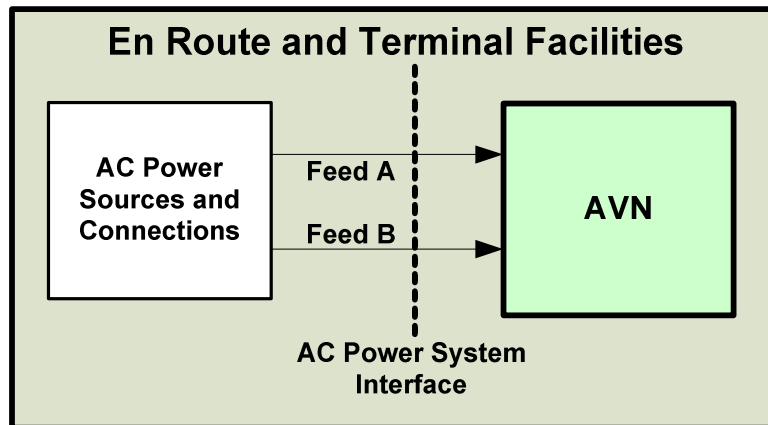 En Route and Terminal Facilities
AC Power
Sources and
Connections
Feed A
Feed B
AVN
AC Power System
Interface